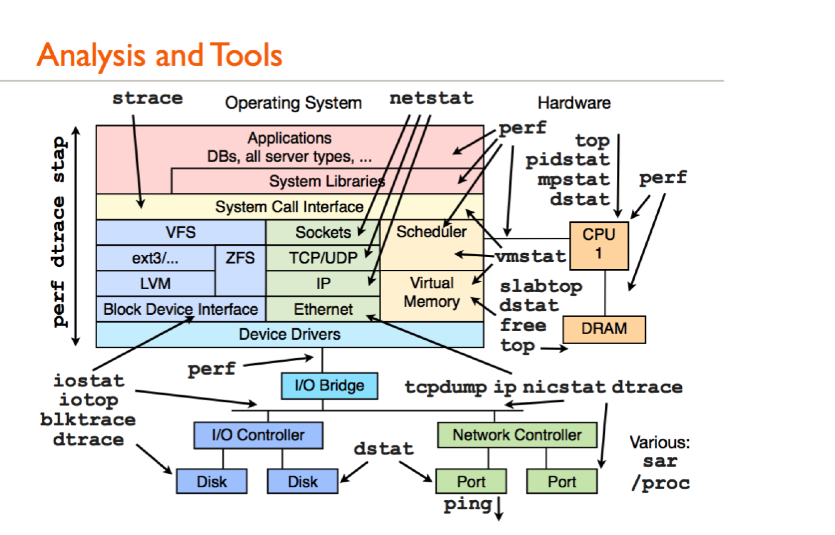 Analysis and Tools
strace
Operating System
netstat
Hardware
perf
Applications
DBs, all server types, ...
System Libraries
System Call Interface
VFS
Sockets
Scheduler
ext3/...
ZFS
TCP/UDP
LVM
IP
Virtual
Memory
Block Device Interface
Ethernet
Device Drivers
perf dtrace stap
top
pidstat
mpstat
dstat
perf
CPU
1
vmstat
slabtop
dstat
free
top
DRAM
iostat
iotop
blktrace
dtrace
perf
I/O Bridge
tcpdump ip nicstat dtrace
I/O Controller
Network Controller
dstat
Disk
Disk
Port
Port
ping
Various:
sar
/proc